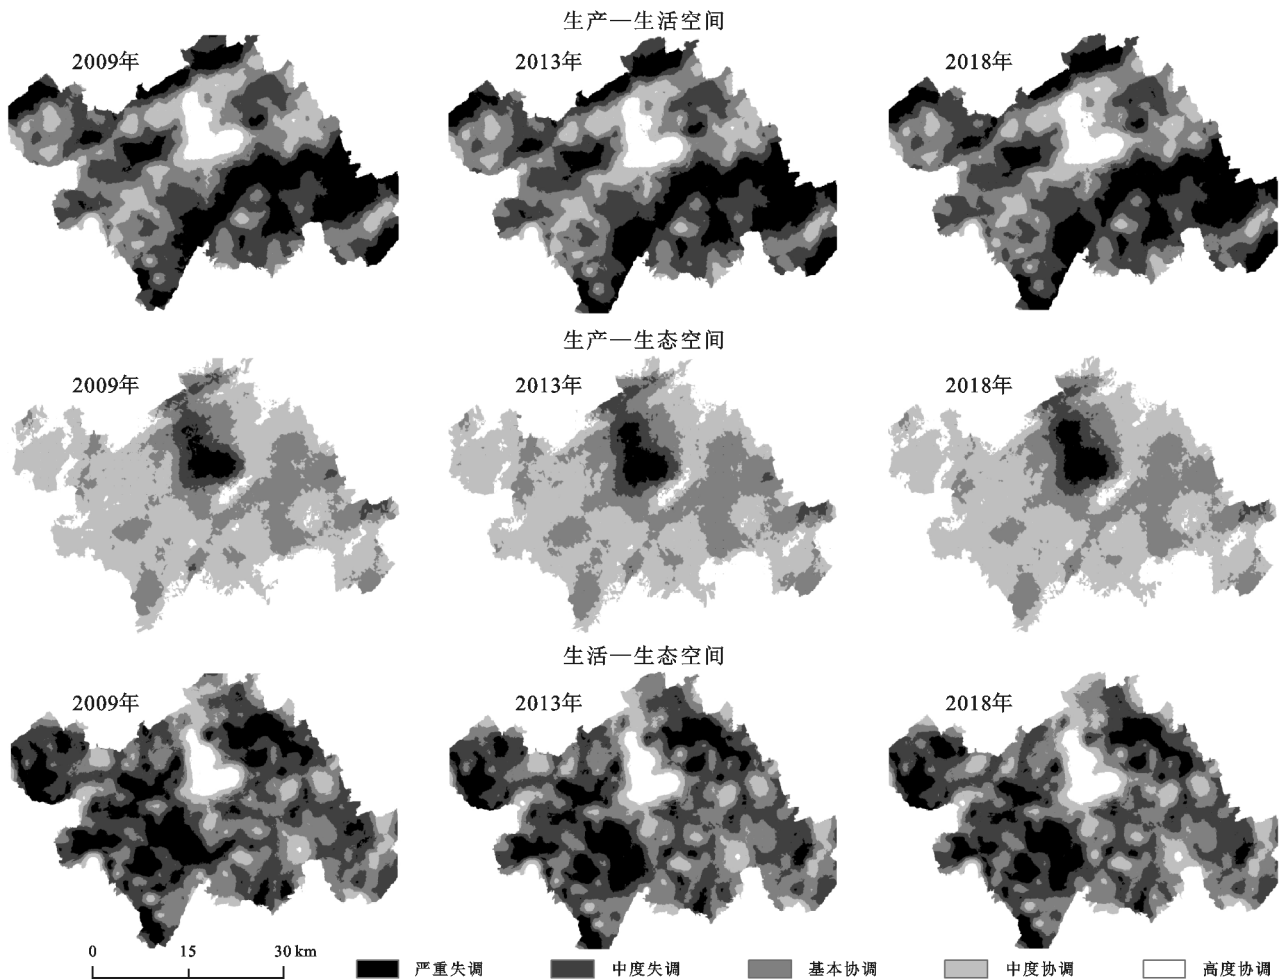 生产—生活空间
2009年
2013年
2018年
生产—生态空间
2009年
2013年
2018年
生活—生态空间
2009年
2013年
2018年
0 15 30 km
严重失调 中度失调 基本协调 中度协调 高度协调